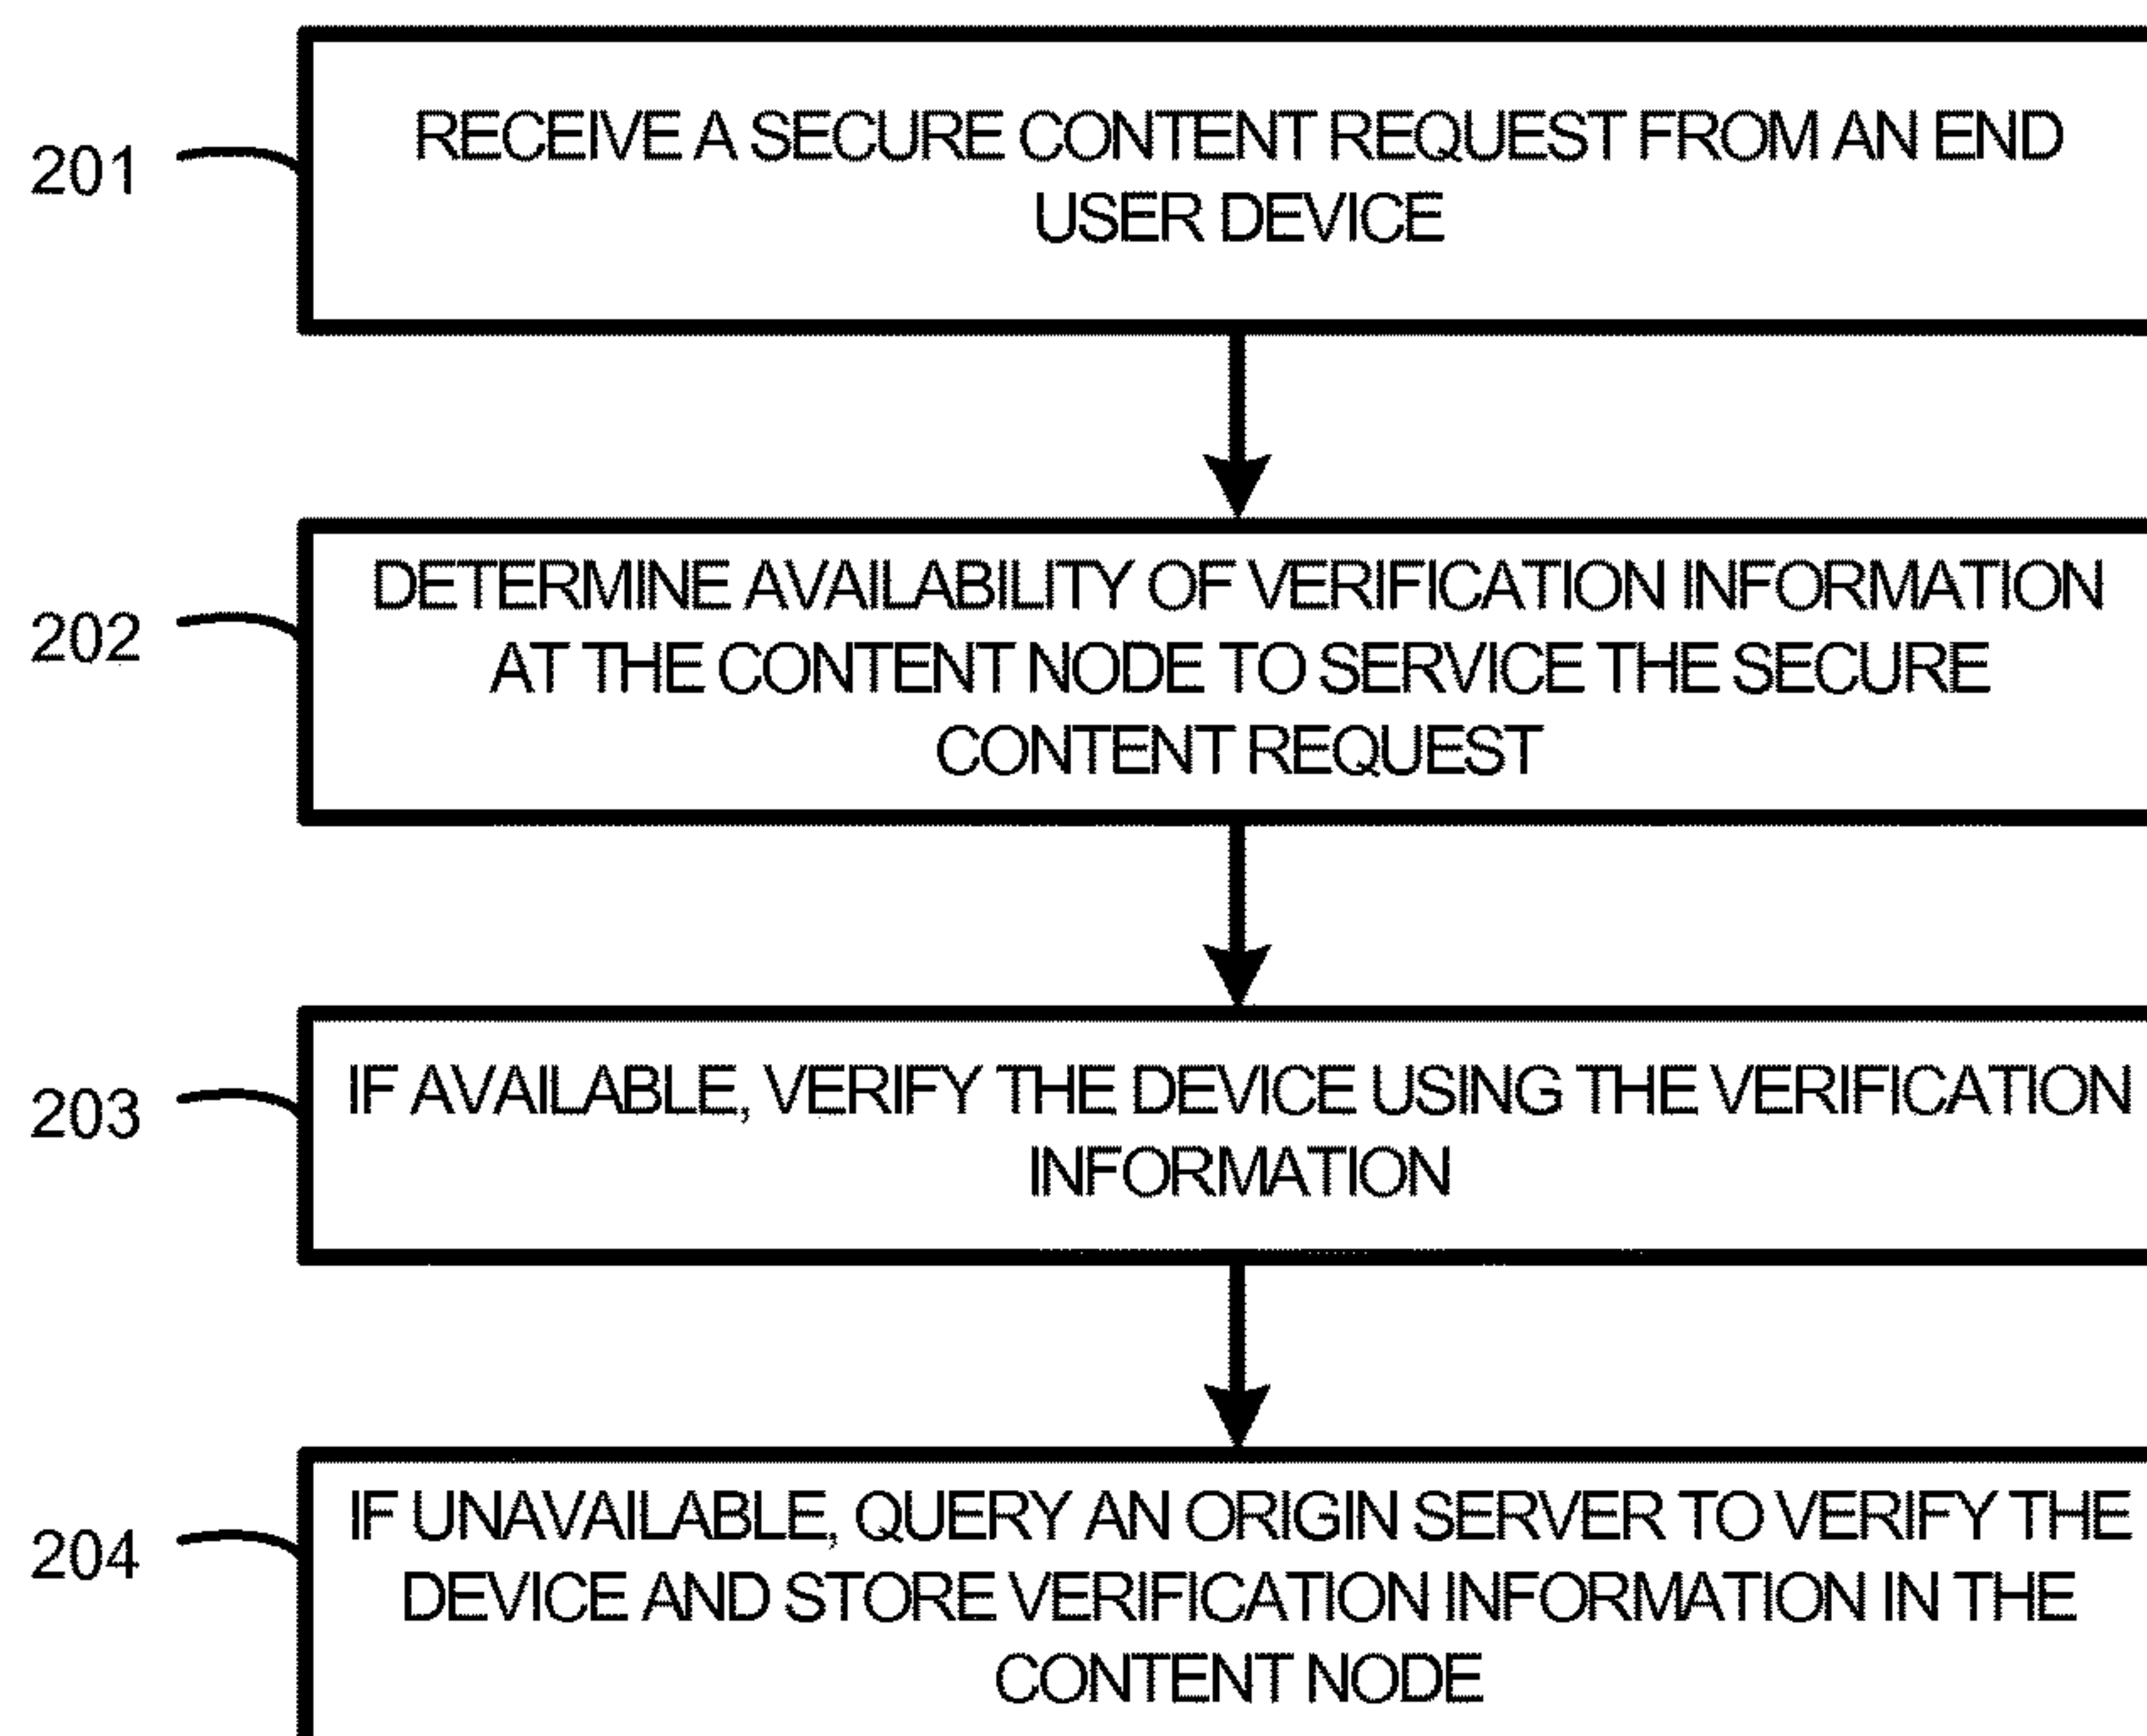 201
RECEIVE A SECURE CONTENT REQUEST FROM AN END
USER DEVICE
202
DETERMINE AVAILABILITY OF VERIFICATION INFORMATION
AT THE CONTENT NODE TO SERVICE THE SECURE
CONTENT REQUEST
203
IF AVAILABLE, VERIFY THE DEVICE USING THE VERIFICATION
INFORMATION
204
IF UNAVAILABLE, QUERY AN ORIGIN SERVER TO VERIFY THE
DEVICE AND STORE VERIFICATION INFORMATION IN THE
CONTENT NODE